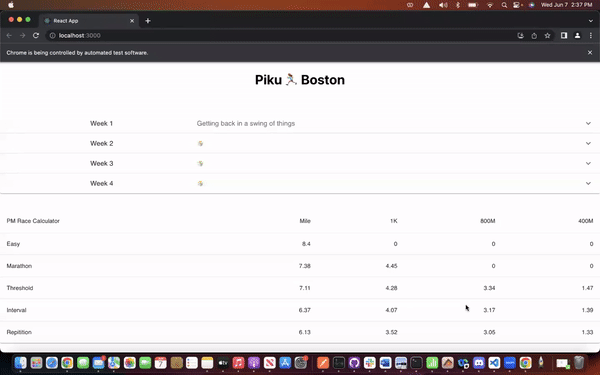 Wed Jun 7 2:37 PM
React App
localhost:3000
Chrome is being controlled by automated test software.
Piku 🏃 Boston
Week 1 Getting back in a swing of things
Week 2
Week 3
Week 4
PM Race Calculator Mile 1K 800M 400M
Easy 8.4 0 0 0
Marathon 7.38 4.45 0 0
Threshold 7.11 4.28 3.34 1.47
Interval 6.37 4.07 3.17 1.39
Repitition 6.13 3.52 3.05 1.33